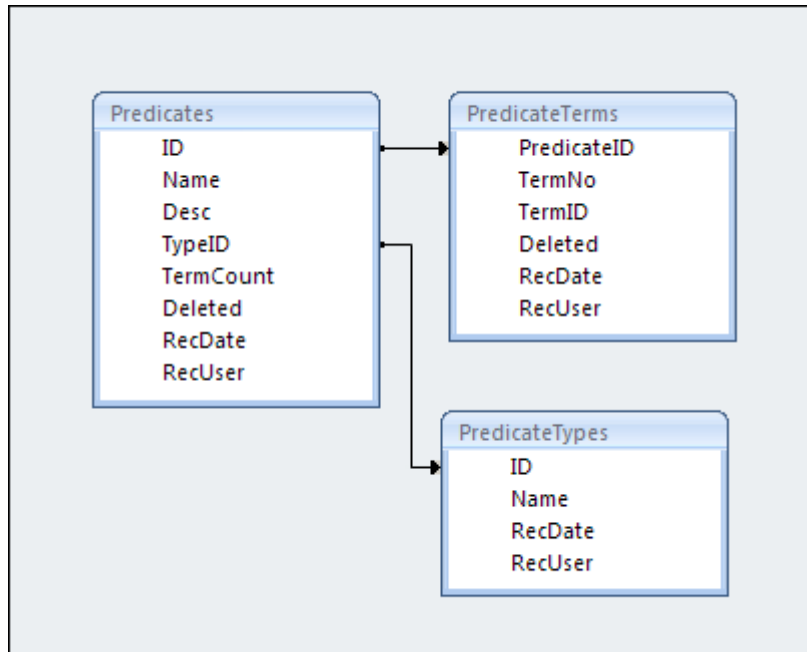 Predicates
ID
Name
Desc
TypeID
TermCount
Deleted
RecDate
RecUser
PredicateTerms
PredicateID
TermNo
TermID
Deleted
RecDate
RecUser
PredicateTypes
ID
Name
RecDate
RecUser